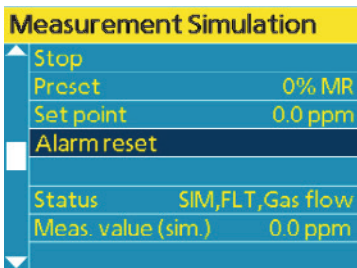 Measurement Simulation
Stop
Preset 0% MR
Set point 0.0 ppm
Alarm reset
Status SIM,FLT,Gas flow
Meas. value (sim.) 0.0 ppm